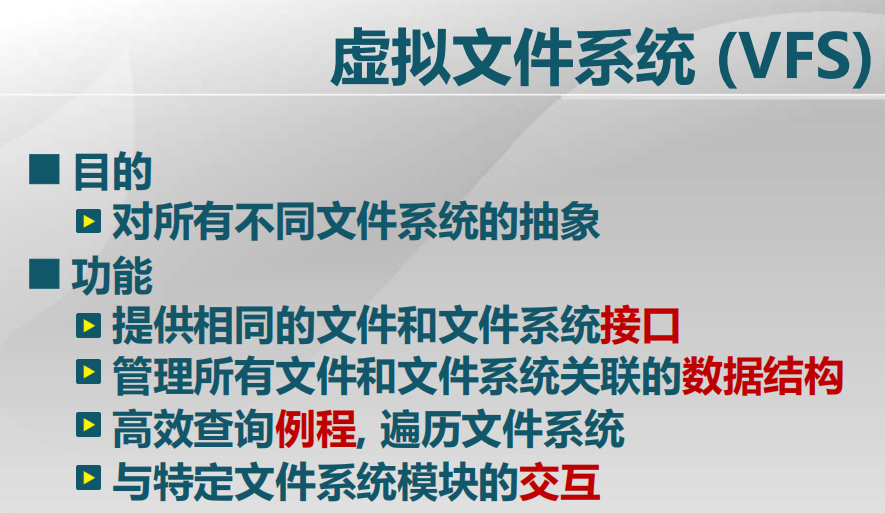 虚拟文件系统 (VFS)
目的
对所有不同文件系统的抽象
功能
提供相同的文件和文件系统接口
管理所有文件和文件系统关联的数据结构
高效查询例程, 遍历文件系统
与特定文件系统模块的交互